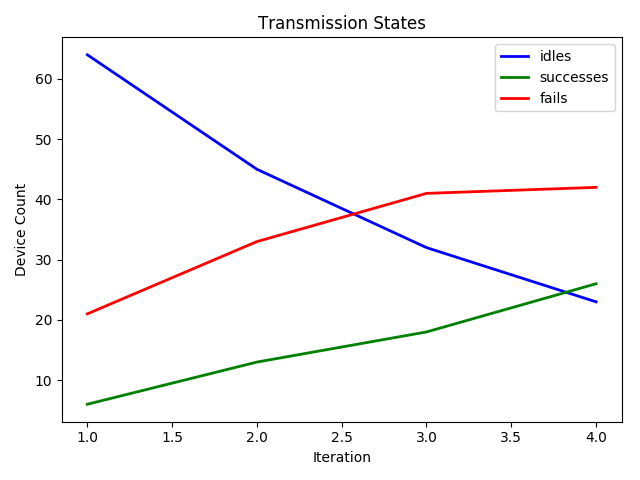 Transmission States
idles
successes
fails
Device Count
60
50
40
30
20
10
1.0 1.5 2.0 2.5 3.0 3.5 4.0
Iteration